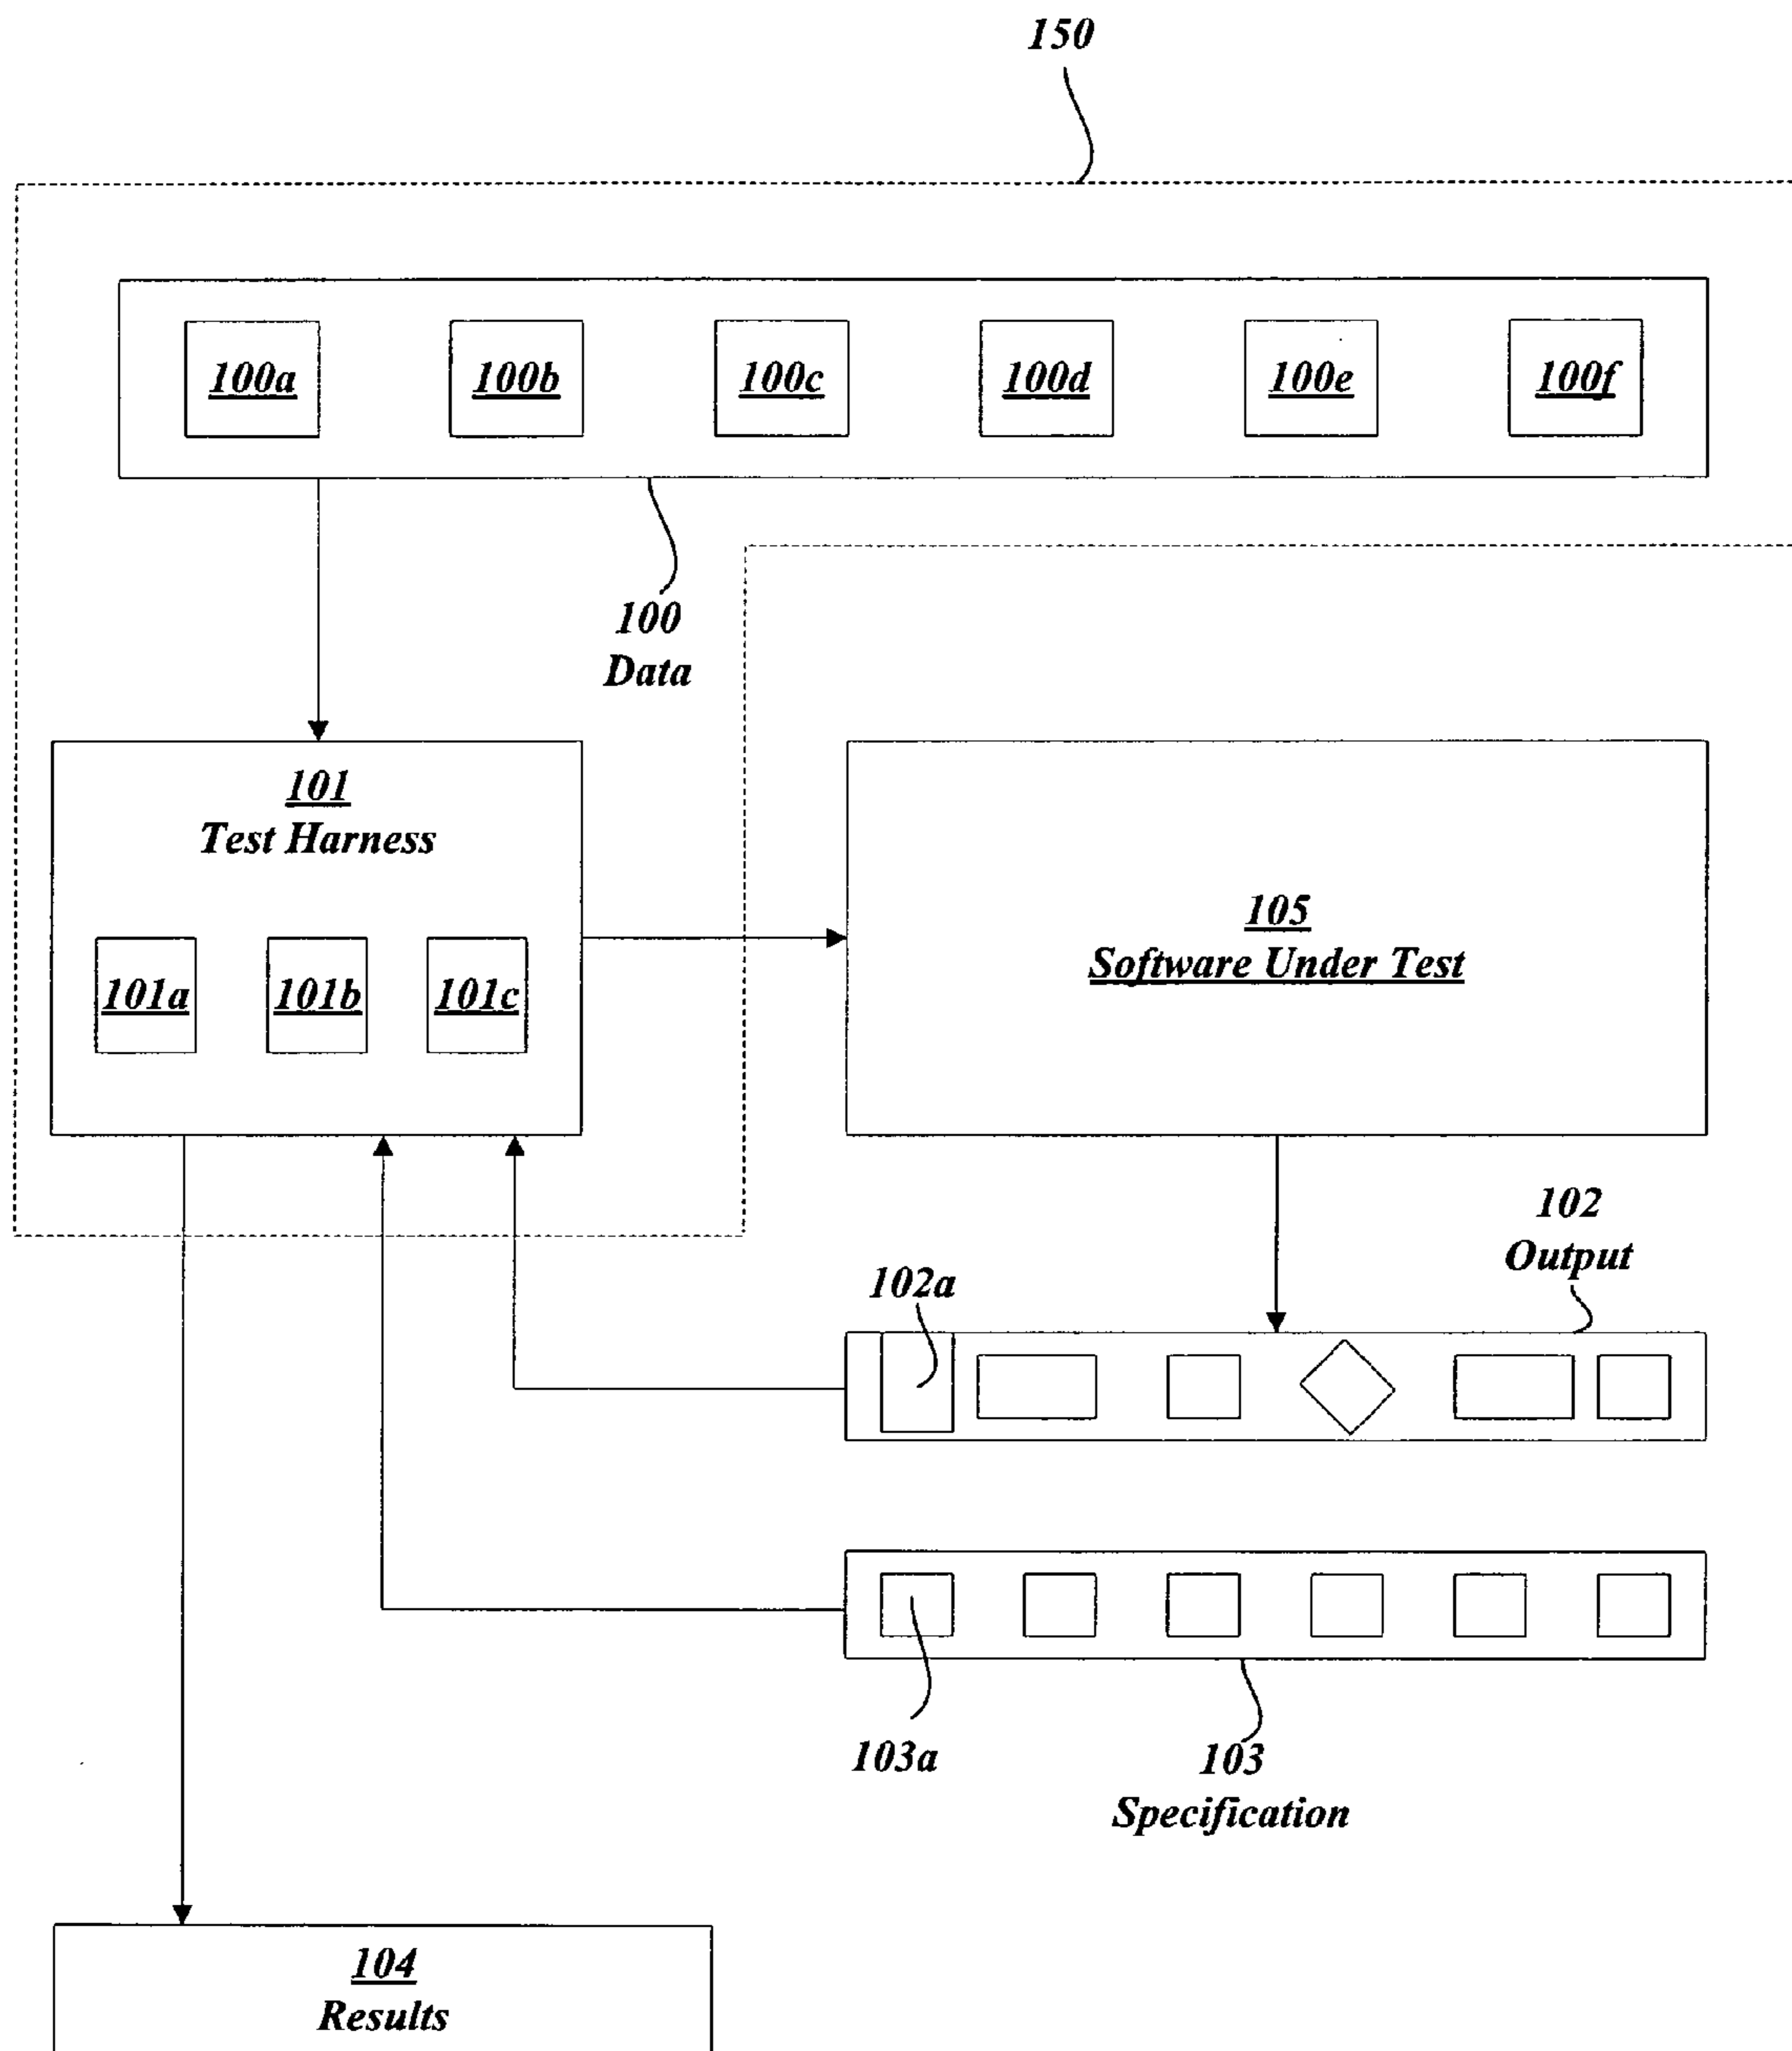 150
100a
100b
100c
100d
100e
100f
100
Data
101
Test Harness
101a
101b
101c
105
Software Under Test
102
Output
102a
103a
103
Specification
104
Results